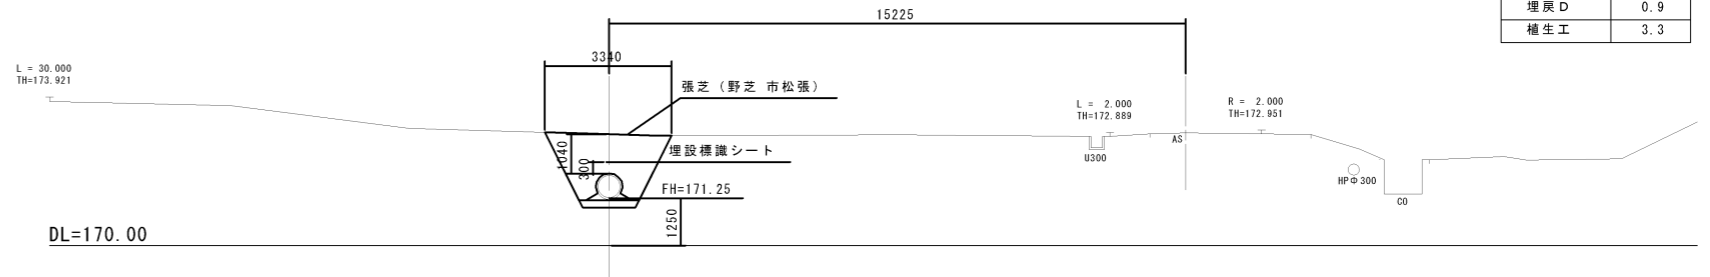 15225
埋戻D 0.9
植生工 3.3
3340
L = 30.000
TH=173.921
張芝（野芝 市松張）
L = 2.000
TH=172.889
R = 2.000
TH=172.951
AS
1040
300
埋設標識シート
U300
FH=171.25
HPΦ300
CO
1250
DL=170.00